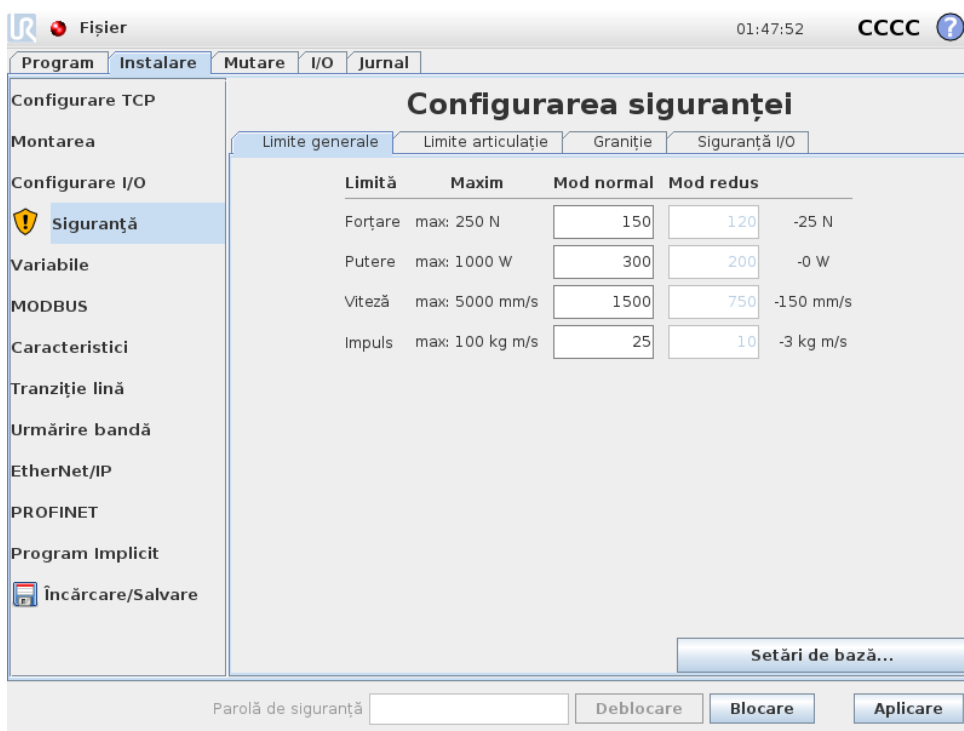 UR Fișier 01:47:52 CCCC ?
Program Instalare Mutare I/O Jurnal
Configurare TCP
Montarea
Configurare I/O
Siguranță
Variabile
MODBUS
Caracteristici
Tranziție lină
Urmărire bandă
EtherNet/IP
PROFINET
Program Implicit
Încărcare/Salvare
Configurarea siguranței
Limite generale Limite articulație Graniție Siguranță I/O
Limită Maxim Mod normal Mod redus
Forțare max: 250 N 150 120 -25 N
Putere max: 1000 W 300 200 -0 W
Viteză max: 5000 mm/s 1500 750 -150 mm/s
Impuls max: 100 kg m/s 25 10 -3 kg m/s
Setări de bază...
Parolă de siguranță Deblocare Blocare Aplicare